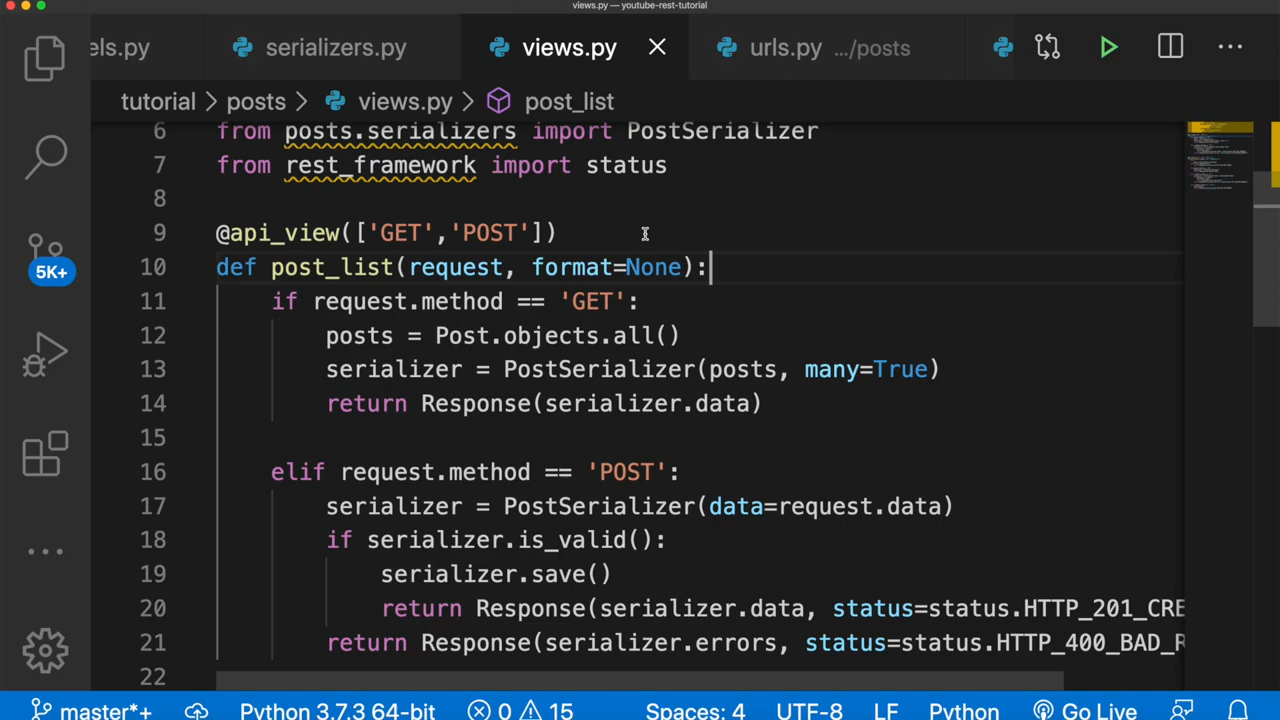 views.py — youtube-rest-tutorial
els.py serializers.py views.py urls.py .../posts
tutorial > posts > views.py > post_list
6 from posts.serializers import PostSerializer
7 from rest_framework import status
8
9 @api_view(['GET','POST'])
10 def post_list(request, format=None):
11 if request.method == 'GET':
12 posts = Post.objects.all()
13 serializer = PostSerializer(posts, many=True)
14 return Response(serializer.data)
15
16 elif request.method == 'POST':
17 serializer = PostSerializer(data=request.data)
18 if serializer.is_valid():
19 serializer.save()
20 return Response(serializer.data, status=status.HTTP_201_CRE
21 return Response(serializer.errors, status=status.HTTP_400_BAD_R
22
5K+
master*+ Python 3.7.3 64-bit 0 15 Spaces: 4 UTF-8 LF Python Go Live